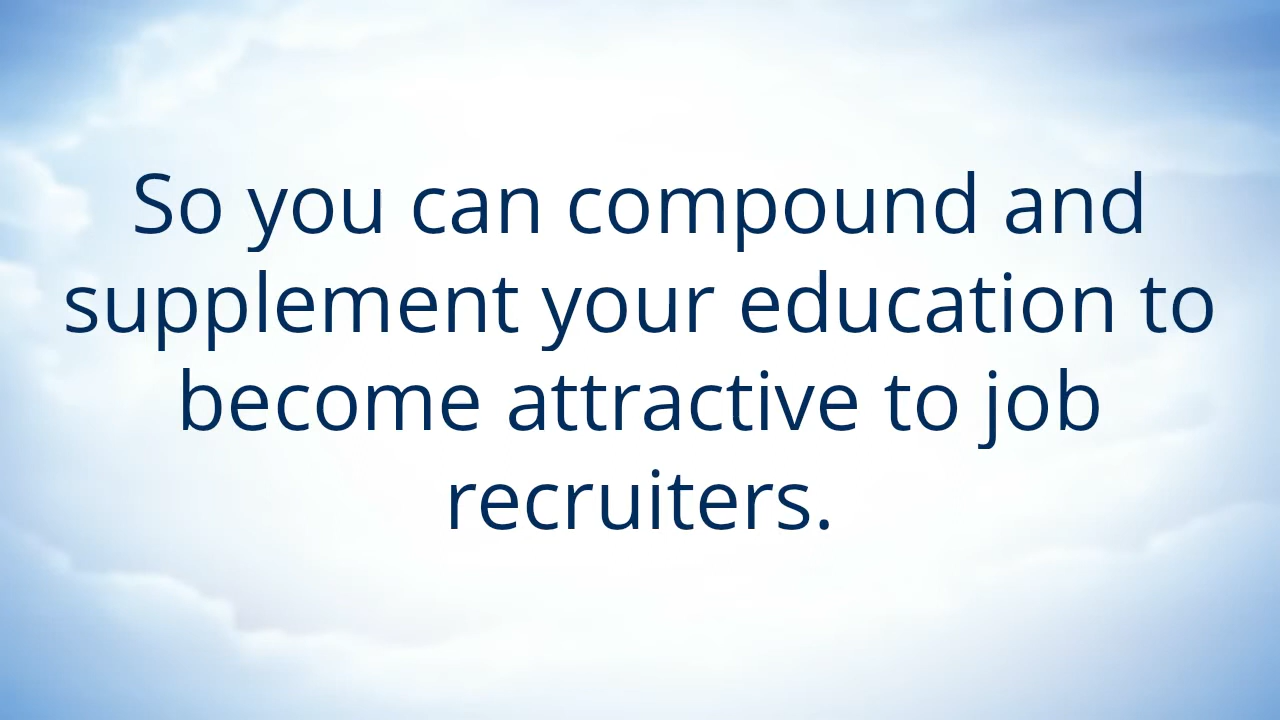 So you can compound and
supplement your education to
become attractive to job
recruiters.